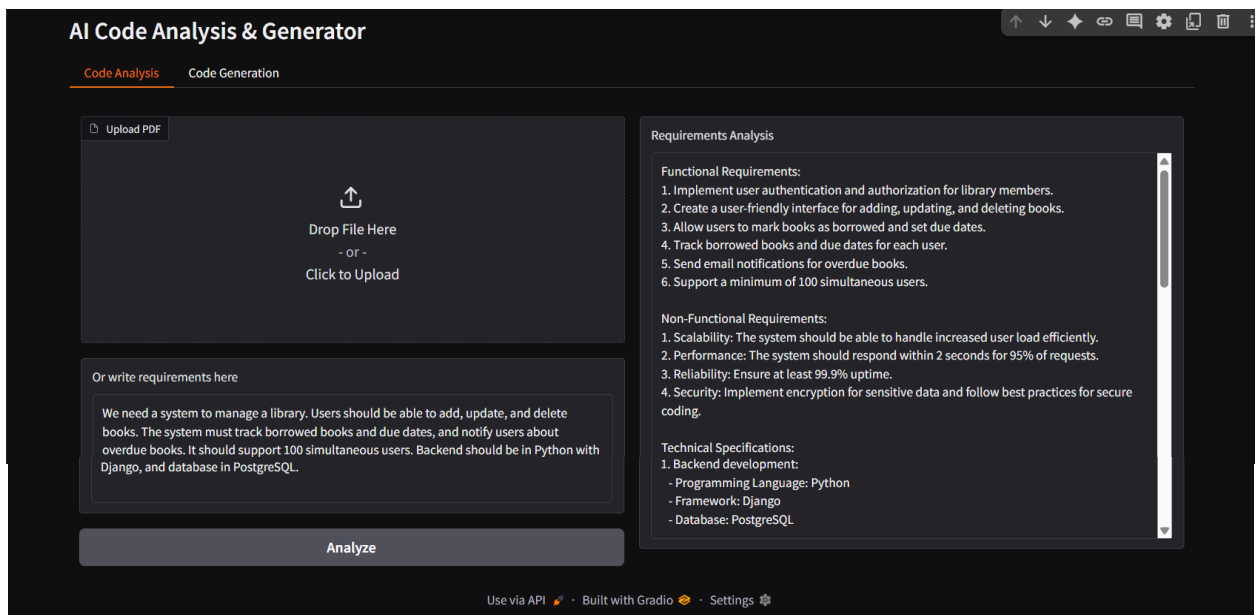 AI Code Analysis & Generator
Code Analysis
Code Generation
Upload PDF
Drop File Here
- or -
Click to Upload
Or write requirements here
We need a system to manage a library. Users should be able to add, update, and delete
books. The system must track borrowed books and due dates, and notify users about
overdue books. It should support 100 simultaneous users. Backend should be in Python with
Django, and database in PostgreSQL.
Analyze
Requirements Analysis
Functional Requirements:
1. Implement user authentication and authorization for library members.
2. Create a user-friendly interface for adding, updating, and deleting books.
3. Allow users to mark books as borrowed and set due dates.
4. Track borrowed books and due dates for each user.
5. Send email notifications for overdue books.
6. Support a minimum of 100 simultaneous users.
Non-Functional Requirements:
1. Scalability: The system should be able to handle increased user load efficiently.
2. Performance: The system should respond within 2 seconds for 95% of requests.
3. Reliability: Ensure at least 99.9% uptime.
4. Security: Implement encryption for sensitive data and follow best practices for secure
coding.
Technical Specifications:
1. Backend development:
- Programming Language: Python
- Framework: Django
- Database: PostgreSQL
Use via API · Built with Gradio · Settings